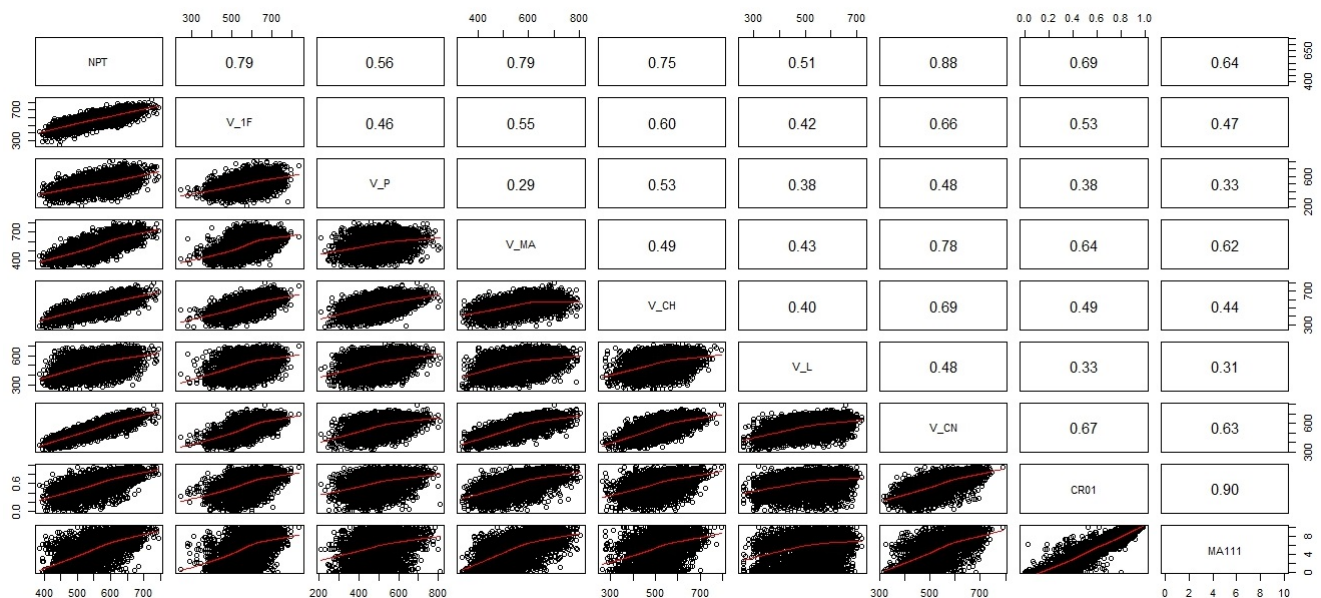 300 500 700 400 600 800 300 500 700 0.0 0.2 0.4 0.6 0.8 1.0
NPT 0.79 0.56 0.79 0.75 0.51 0.88 0.69 0.64 400 650
300 700 V_1F 0.46 0.55 0.60 0.42 0.66 0.53 0.47
V_P 0.29 0.53 0.38 0.48 0.38 0.33 200 600
400 700 V_MA 0.49 0.43 0.78 0.64 0.62
V_CH 0.40 0.69 0.49 0.44 300 700
300 600 V_L 0.48 0.33 0.31
V_CN 0.67 0.63 300 600
0.0 0.6 CR01 0.90
MA111 0 4 8
400 500 600 700 200 400 600 800 300 500 700 300 500 700 0 2 4 6 8 10